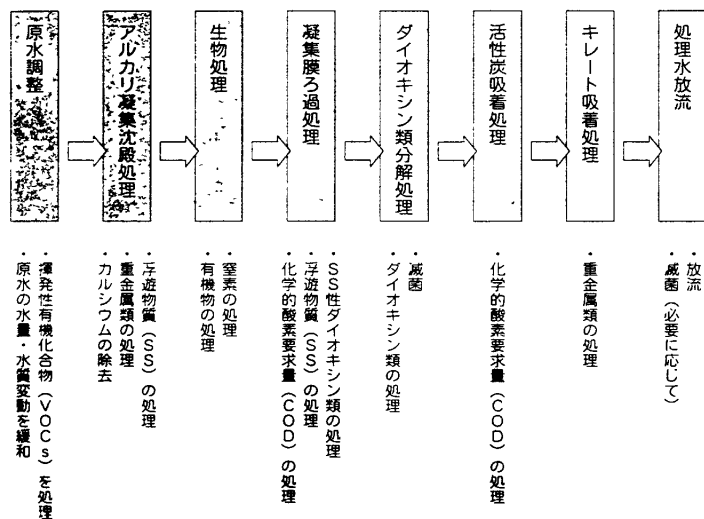 原水調整
アルカリ凝集沈殿処理
生物処理
凝集膜ろ過処理
ダイオキシン類分解処理
活性炭吸着処理
キレート吸着処理
処理水放流
・揮発性有機化合物（VOCs）を処理
・原水の水量・水質変動を緩和
・浮遊物質（SS）の処理
・重金属類の処理
・カルシウムの除去
・窒素の処理
・有機物の処理
・SS性ダイオキシン類の処理
・浮遊物質（SS）の処理
・化学的酸素要求量（COD）の処理
・滅菌
・ダイオキシン類の処理
・化学的酸素要求量（COD）の処理
・重金属類の処理
・放流
・滅菌（必要に応じて）